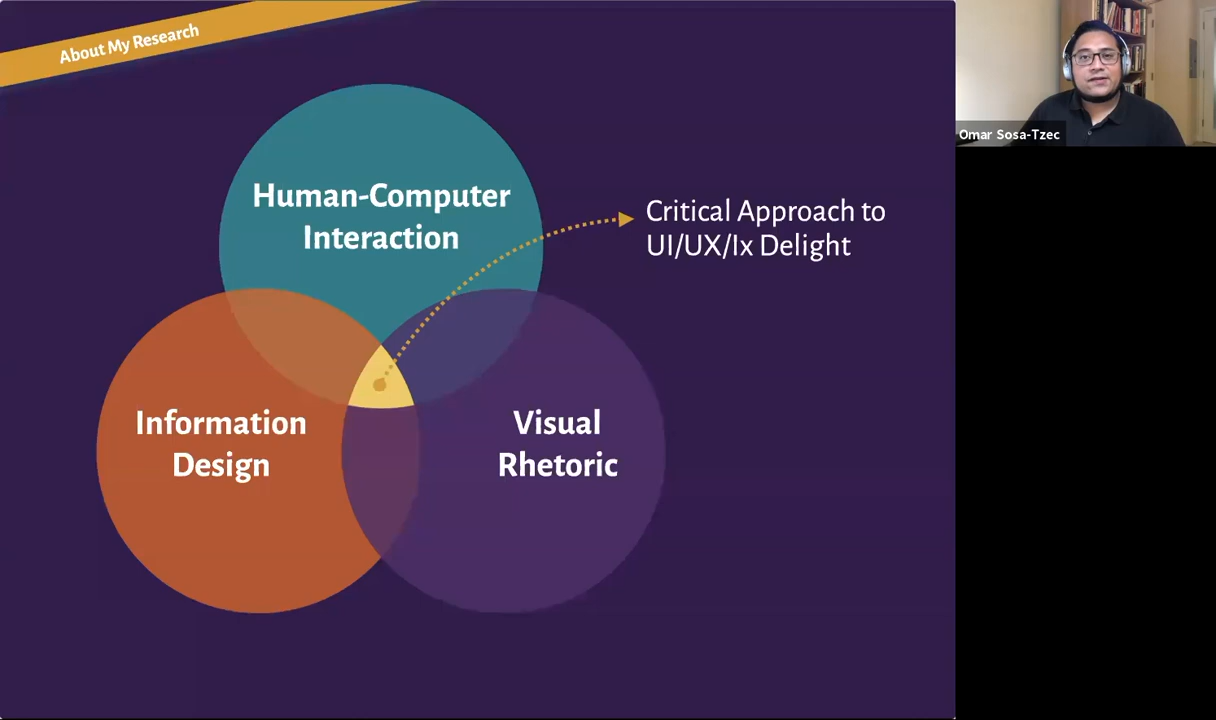 About My Research
Human-Computer
Interaction
Critical Approach to
UI/UX/Ix Delight
Information
Design
Visual
Rhetoric
Omar Sosa-Tzec